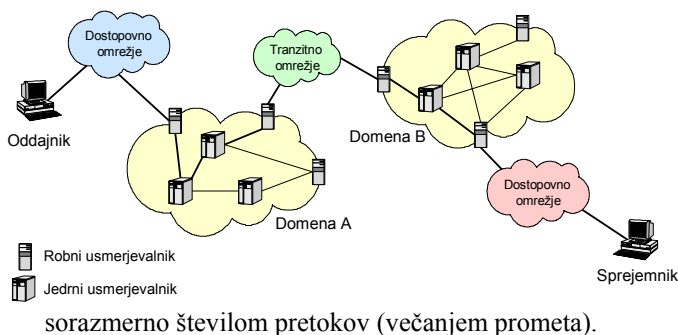 Dostopovno
omrežje
Tranzitno
omrežje
Oddajnik
Domena B
Dostopovno
omrežje
Domena A
Robni usmerjevalnik
Sprejemnik
Jedrni usmerjevalnik
sorazmerno številom pretokov (večanjem prometa).